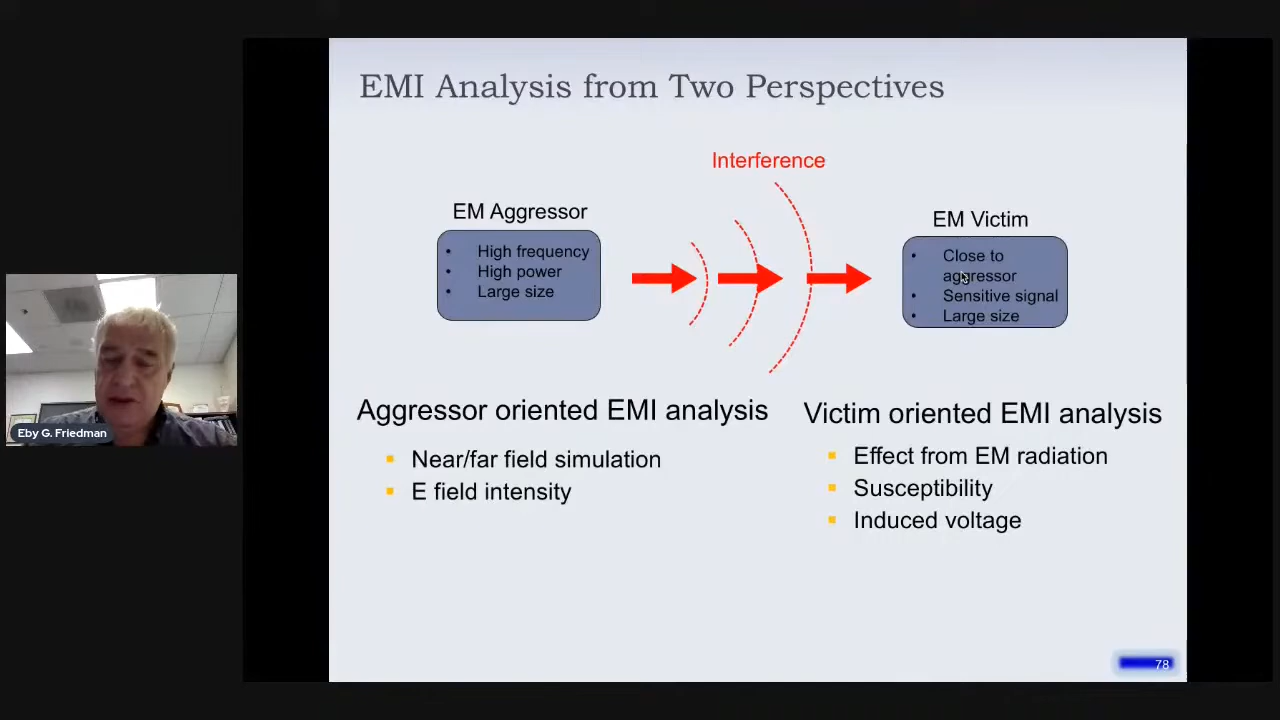 EMI Analysis from Two Perspectives
Interference
EM Aggressor
• High frequency
• High power
• Large size
EM Victim
• Close to
aggressor
• Sensitive signal
• Large size
Aggressor oriented EMI analysis
Near/far field simulation
E field intensity
Victim oriented EMI analysis
Effect from EM radiation
Susceptibility
Induced voltage
Eby G. Friedman
78